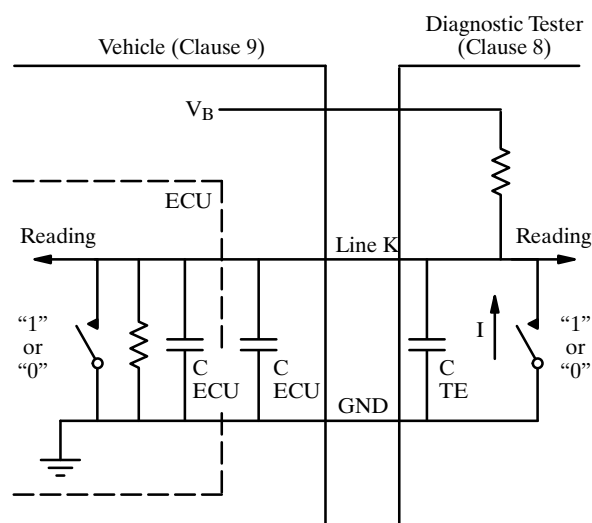 Diagnostic Tester
(Clause 8)
Vehicle (Clause 9)
VB
ECU
Reading
Line K
Reading
“1”
or
“0”
C
ECU
C
ECU
C
TE
I
“1”
or
“0”
GND